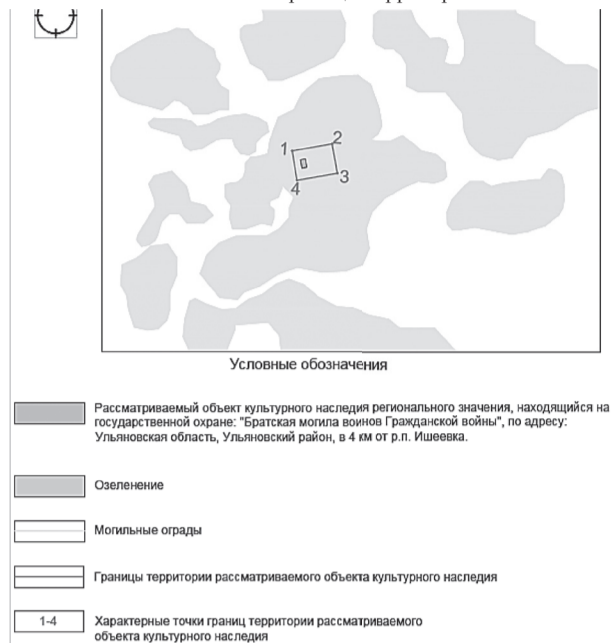 1 2
4 3
Условные обозначения
Рассматриваемый объект культурного наследия регионального значения, находящийся на
государственной охране: "Братская могила воинов Гражданской войны", по адресу:
Ульяновская область, Ульяновский район, в 4 км от р.п. Ишеевка.
Озеленение
Могильные ограды
Границы территории рассматриваемого объекта культурного наследия
1-4 Характерные точки границ территории рассматриваемого
объекта культурного наследия